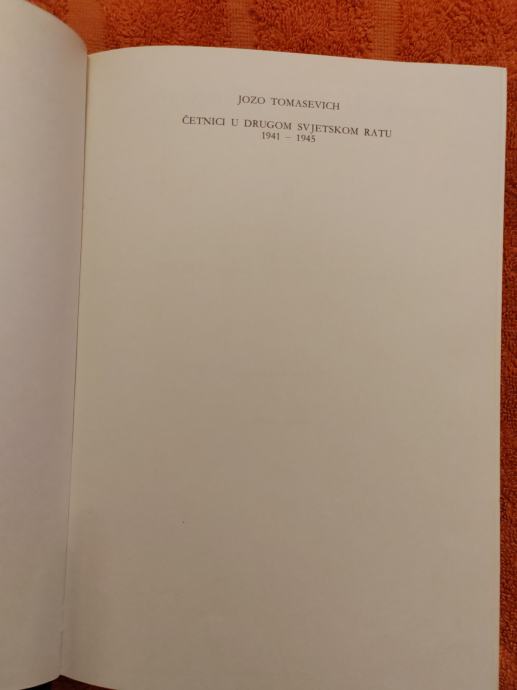 JOZO TOMASEVICH
ČETNICI U DRUGOM SVJETSKOM RATU
1941 – 1945